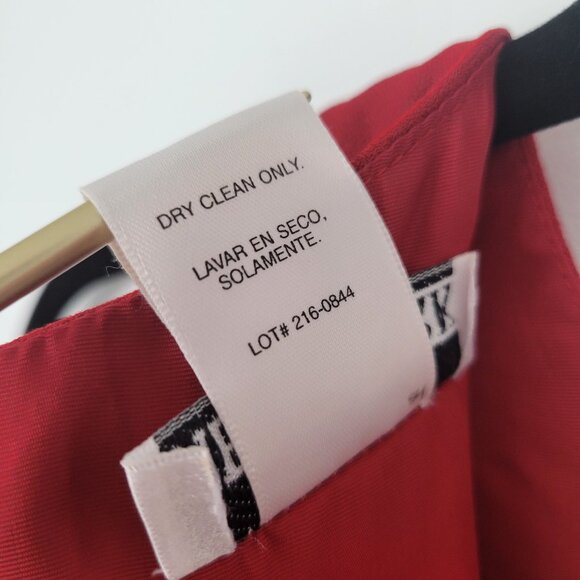 DRY CLEAN ONLY.
LAVAR EN SECO,
SOLAMENTE.
LOT# 216-0844